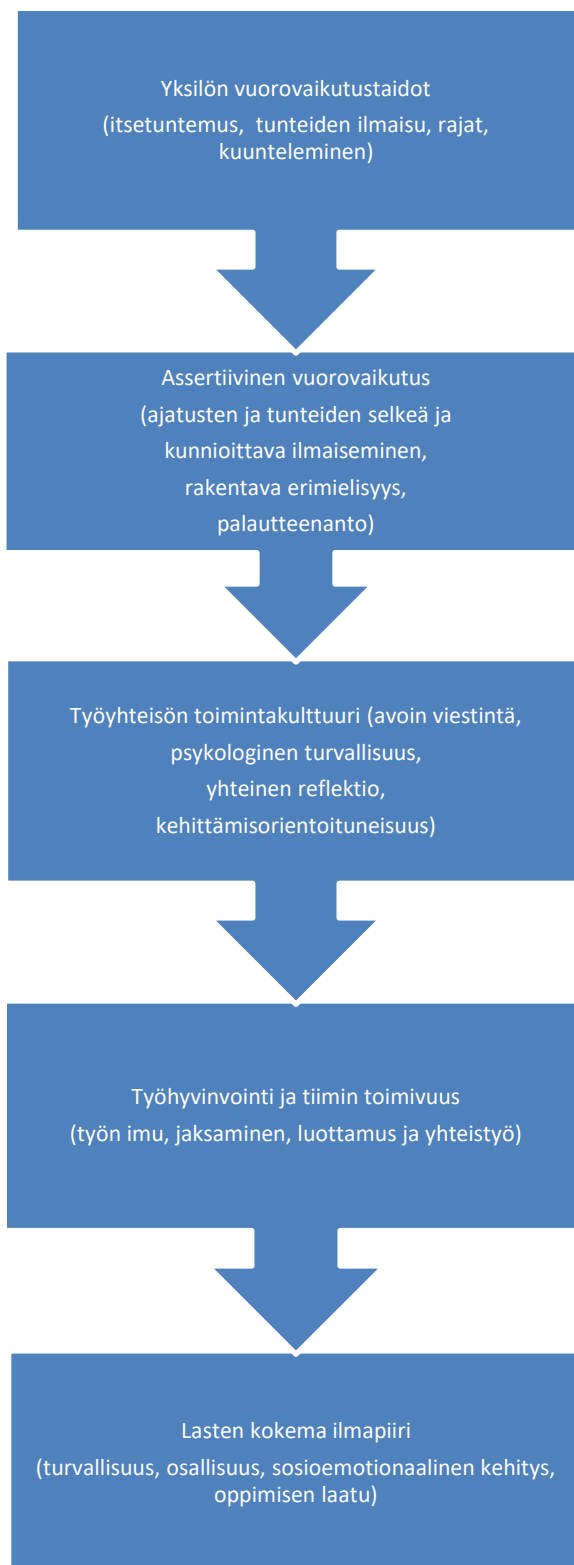 Yksilön vuorovaikutustaidot
(itsetuntemus, tunteiden ilmaisu, rajat,
kuunteleminen)
Assertiivinen vuorovaikutus
(ajatusten ja tunteiden selkeä ja
kunnioittava ilmaiseminen,
rakentava erimielisyys,
palautteenanto)
Työyhteisön toimintakulttuuri (avoin viestintä,
psykologinen turvallisuus,
yhteinen reflektio,
kehittämisorientoituneisuus)
Työhyvinvointi ja tiimin toimivuus
(työn imu, jaksaminen, luottamus ja yhteistyö)
Lasten kokema ilmapiiri
(turvallisuus, osallisuus, sosioemotionaalinen kehitys,
oppimisen laatu)